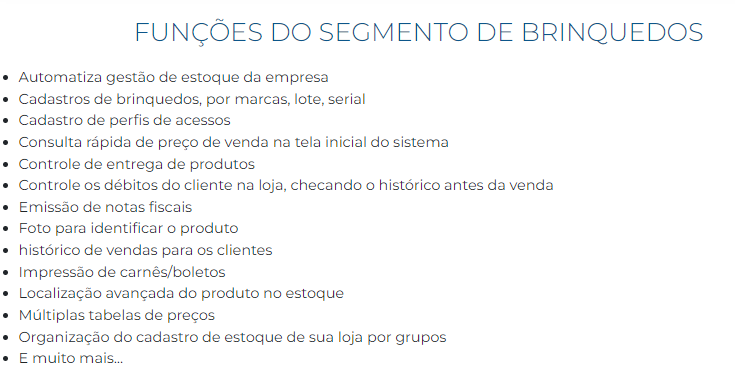 FUNÇÕES DO SEGMENTO DE BRINQUEDOS
Automatiza gestão de estoque da empresa
Cadastros de brinquedos, por marcas, lote, serial
Cadastro de perfis de acessos
Consulta rápida de preço de venda na tela inicial do sistema
Controle de entrega de produtos
Controle os débitos do cliente na loja, checando o histórico antes da venda
Emissão de notas fiscais
Foto para identificar o produto
histórico de vendas para os clientes
Impressão de carnês/boletos
Localização avançada do produto no estoque
Múltiplas tabelas de preços
Organização do cadastro de estoque de sua loja por grupos
E muito mais...